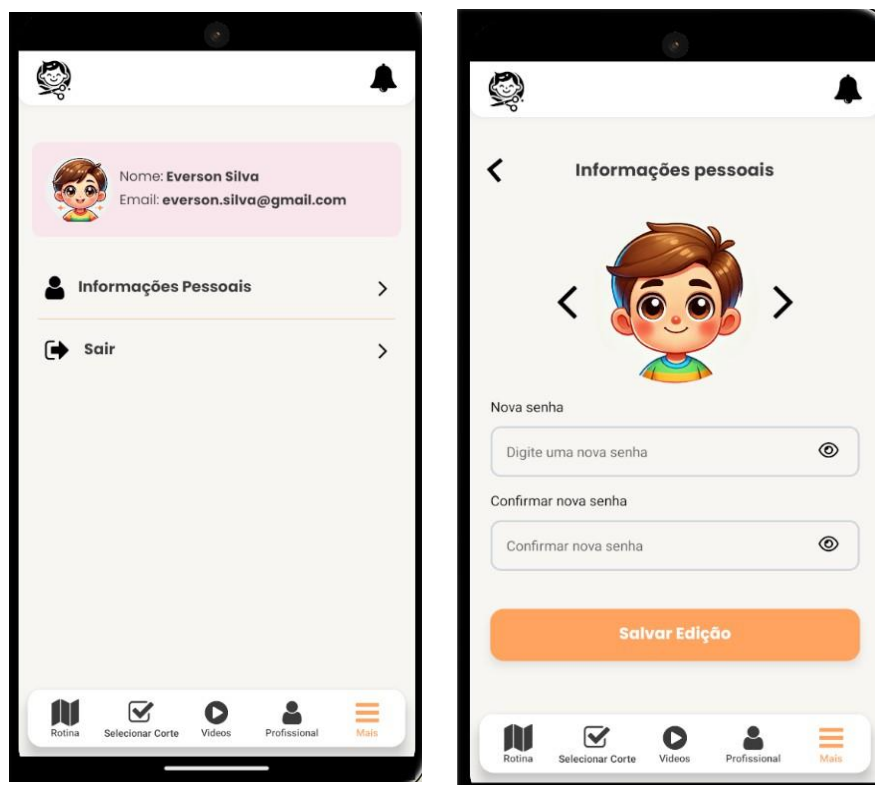 Nome: Everson Silva
Email: everson.silva@gmail.com
Informações Pessoais
Sair
Rotina
Selecionar Corte
Videos
Profissional
Mais
Informações pessoais
Nova senha
Digite uma nova senha
Confirmar nova senha
Confirmar nova senha
Salvar Edição
Rotina
Selecionar Corte
Videos
Profissional
Mais